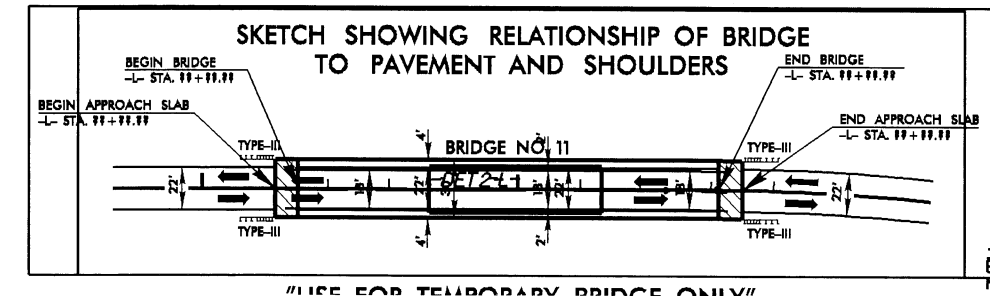 SKETCH SHOWING RELATIONSHIP OF BRIDGE
TO PAVEMENT AND SHOULDERS
BEGIN BRIDGE
-L- STA. ??+??.??
END BRIDGE
-L- STA. ??+??.??
BEGIN APPROACH SLAB
-L- STA. ??+??.??
END APPROACH SLAB
-L- STA. ??+??.??
TYPE-III
4'
BRIDGE NO. 11
2'
TYPE-III
22'
18'
22'
-DET2-L-
18'
22'
18'
22'
TYPE-III
4'
2'
TYPE-III
"USE FOR TEMPORARY BRIDGE ONLY"